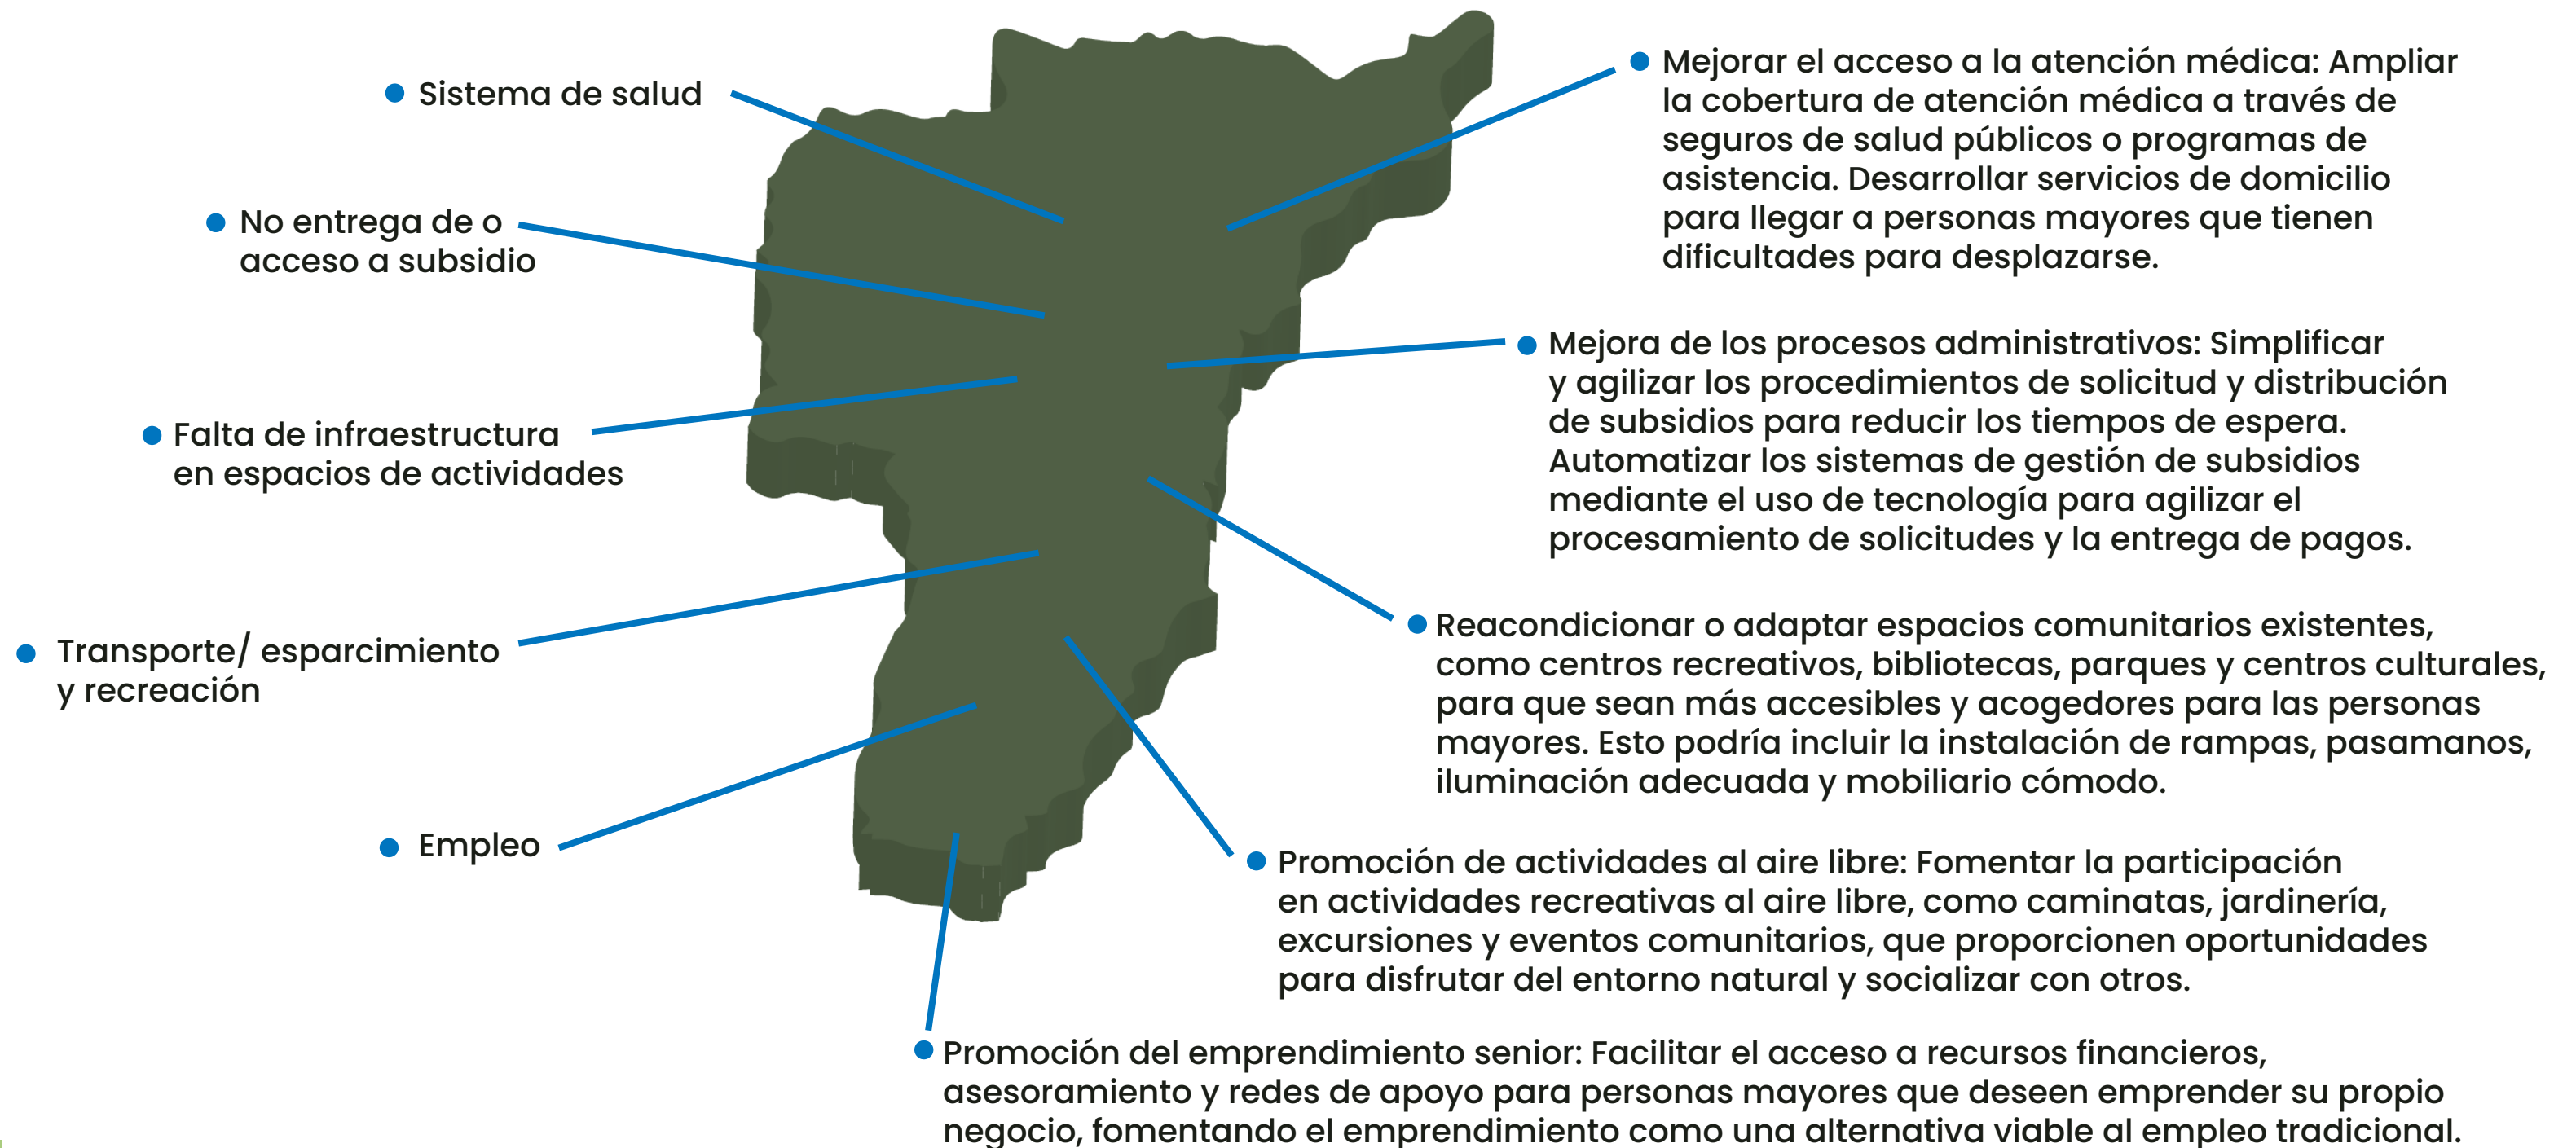 Sistema de salud
No entrega de o
acceso a subsidio
Falta de infraestructura
en espacios de actividades
Transporte/ esparcimiento
y recreación
Empleo
Mejorar el acceso a la atención médica: Ampliar
la cobertura de atención médica a través de
seguros de salud públicos o programas de
asistencia. Desarrollar servicios de domicilio
para llegar a personas mayores que tienen
dificultades para desplazarse.
Mejora de los procesos administrativos: Simplificar
y agilizar los procedimientos de solicitud y distribución
de subsidios para reducir los tiempos de espera.
Automatizar los sistemas de gestión de subsidios
mediante el uso de tecnología para agilizar el
procesamiento de solicitudes y la entrega de pagos.
Reacondicionar o adaptar espacios comunitarios existentes,
como centros recreativos, bibliotecas, parques y centros culturales,
para que sean más accesibles y acogedores para las personas
mayores. Esto podría incluir la instalación de rampas, pasamanos,
iluminación adecuada y mobiliario cómodo.
Promoción de actividades al aire libre: Fomentar la participación
en actividades recreativas al aire libre, como caminatas, jardinería,
excursiones y eventos comunitarios, que proporcionen oportunidades
para disfrutar del entorno natural y socializar con otros.
Promoción del emprendimiento senior: Facilitar el acceso a recursos financieros,
asesoramiento y redes de apoyo para personas mayores que deseen emprender su propio
negocio, fomentando el emprendimiento como una alternativa viable al empleo tradicional.